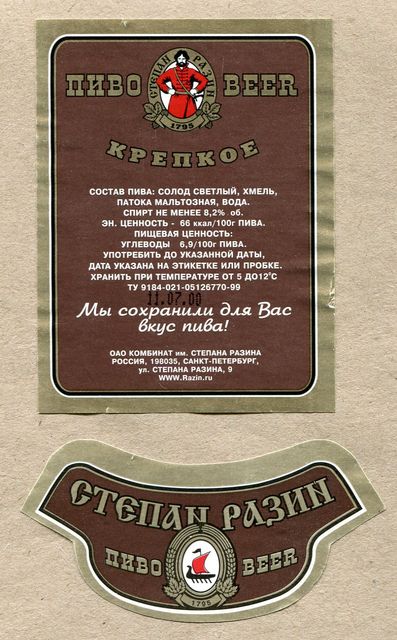 СТЕПАН РАЗИН
ПИВО BEER
1795
КРЕПКОЕ
СОСТАВ ПИВА: СОЛОД СВЕТЛЫЙ, ХМЕЛЬ,
ПАТОКА МАЛЬТОЗНАЯ, ВОДА.
СПИРТ НЕ МЕНЕЕ 8,2% об.
ЭН. ЦЕННОСТЬ - 66 ккал/100г ПИВА.
ПИЩЕВАЯ ЦЕННОСТЬ:
УГЛЕВОДЫ 6,9/100г ПИВА.
УПОТРЕБИТЬ ДО УКАЗАННОЙ ДАТЫ,
ДАТА УКАЗАНА НА ЭТИКЕТКЕ ИЛИ ПРОБКЕ.
ХРАНИТЬ ПРИ ТЕМПЕРАТУРЕ ОТ 5 ДО12°С
ТУ 9184-021-05126770-99
11.07.00
Мы сохранили для Вас
вкус пива!
ОАО КОМБИНАТ им. СТЕПАНА РАЗИНА
РОССИЯ, 198035, САНКТ-ПЕТЕРБУРГ,
ул. СТЕПАНА РАЗИНА, 9
WWW.Razin.ru
СТЕПАН РАЗИН
ПИВО BEER
1795